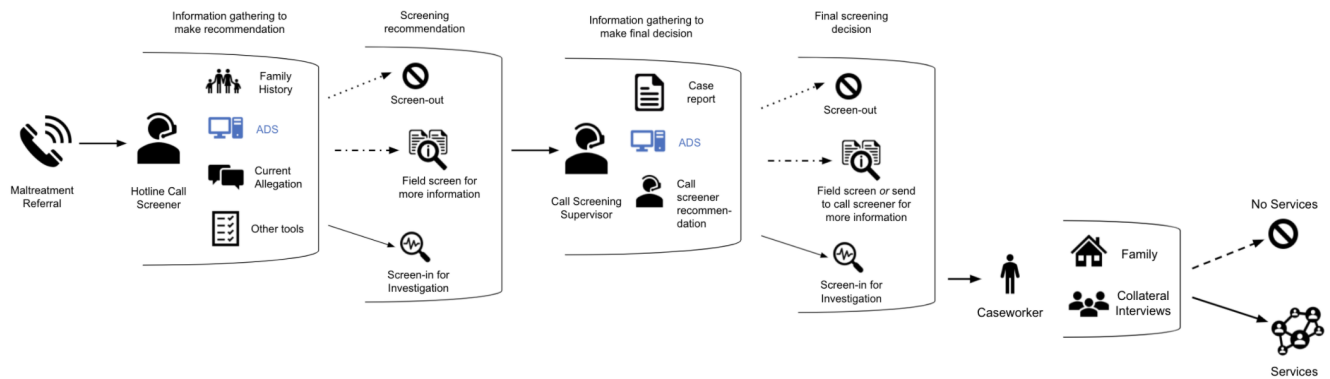 Information gathering to
make recommendation
Screening
recommendation
Information gathering to
make final decision
Final screening
decision
Maltreatment
Referral
Hotline Call
Screener
Family
History
ADS
Current
Allegation
Other tools
Screen-out
Field screen for
more information
Screen-in for
Investigation
Call Screening
Supervisor
Case
report
ADS
Call
screener
recommen-
dation
Screen-out
Field screen or send
to call screener for
more information
Screen-in for
Investigation
Caseworker
Family
Collateral
Interviews
No Services
Services